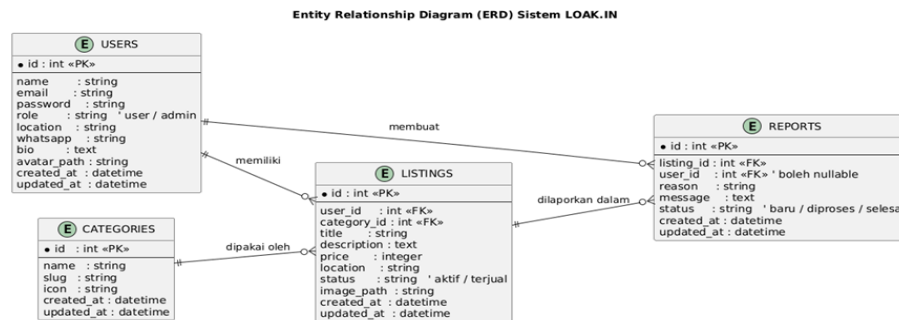 Entity Relationship Diagram (ERD) Sistem LOAK.IN
E USERS
● id : int «PK»
name : string
email : string
password : string
role : string ' user / admin
location : string
whatsapp : string
bio : text
avatar_path : string
created_at : datetime
updated_at : datetime
membuat
memiliki
E REPORTS
● id : int «PK»
listing_id : int «FK»
user_id : int «FK» ' boleh nullable
reason : string
message : text
status : string ' baru / diproses / selesa
created_at : datetime
updated_at : datetime
E LISTINGS
● id : int «PK»
user_id : int «FK»
category_id : int «FK»
title : string
description : text
price : integer
location : string
status : string ' aktif / terjual
image_path : string
created_at : datetime
updated_at : datetime
dilaporkan dalam
E CATEGORIES
● id : int «PK»
name : string
slug : string
icon : string
created_at : datetime
updated_at : datetime
dipakai oleh